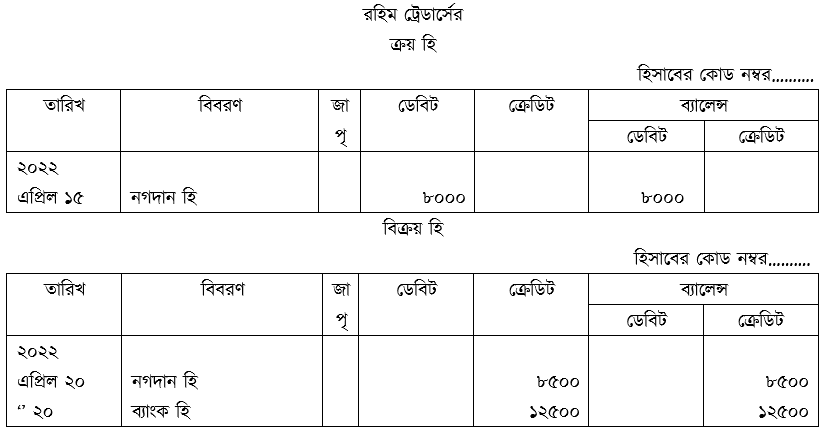 রহিম ট্রেডার্সের
ক্রয় হি
হিসাবের কোড নম্বর..........
তারিখ বিবরণ জা পৃ ডেবিট ক্রেডিট ব্যালেন্স
ডেবিট ক্রেডিট
২০২২
এপ্রিল ১৫ নগদান হি ৮০০০ ৮০০০
বিক্রয় হি
হিসাবের কোড নম্বর..........
তারিখ বিবরণ জা পৃ ডেবিট ক্রেডিট ব্যালেন্স
ডেবিট ক্রেডিট
২০২২
এপ্রিল ২০ নগদান হি ৮৫০০ ৮৫০০
‘’ ২০ ব্যাংক হি ১২৫০০ ১২৫০০